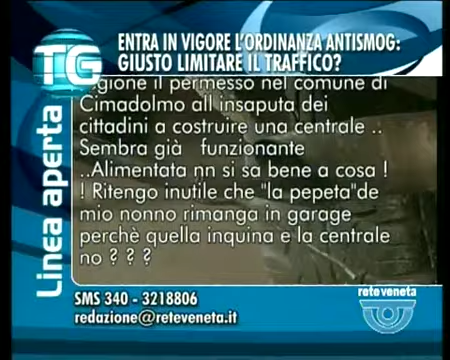 TG
ENTRA IN VIGORE L'ORDINANZA ANTISMOG:
GIUSTO LIMITARE IL TRAFFICO?
Linea aperta
regione il permesso nel comune di
Cimadolmo all insaputa dei
cittadini a costruire una centrale ..
Sembra già funzionante
..Alimentata nn si sa bene a cosa !
! Ritengo inutile che "la pepeta"de
mio nonno rimanga in garage
perchè quella inquina e la centrale
no ? ? ?
SMS 340 - 3218806
redazione@reteveneta.it
reteveneta